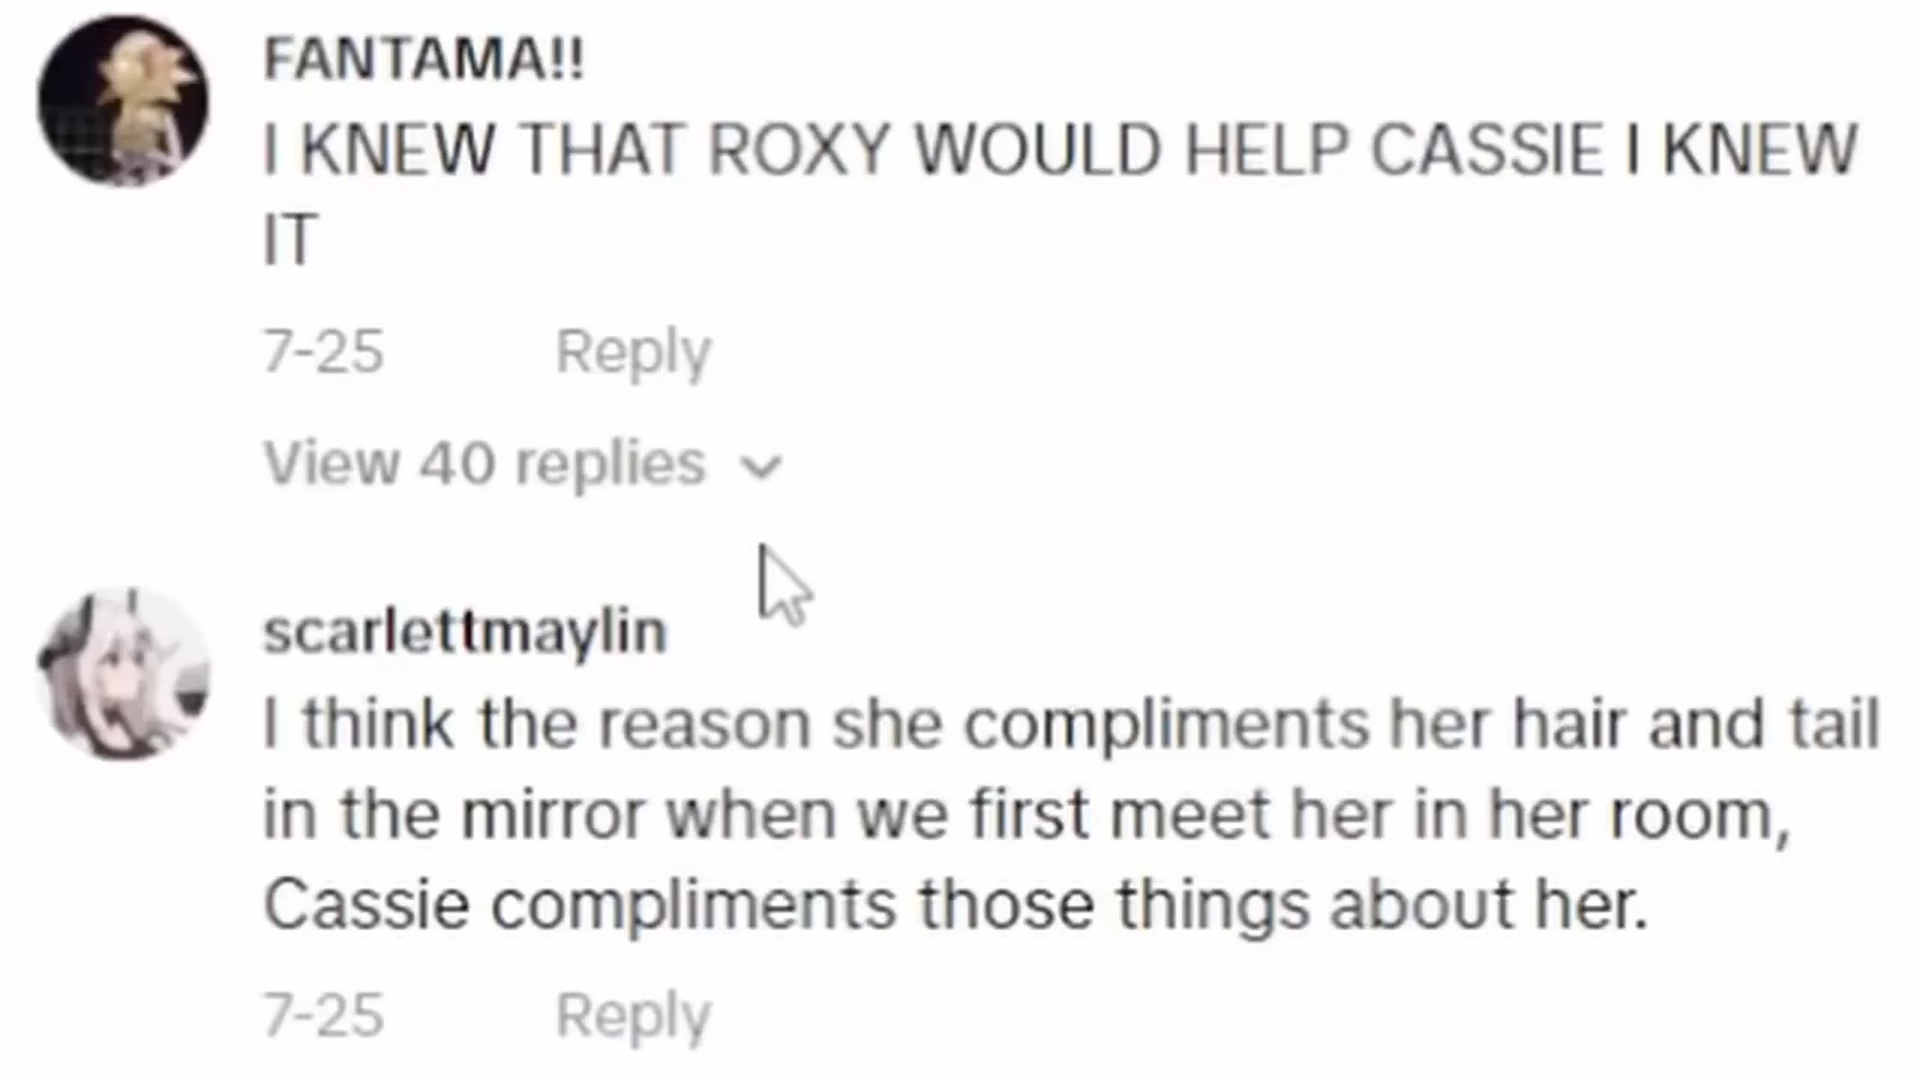 FANTAMA!!
I KNEW THAT ROXY WOULD HELP CASSIE I KNEW
IT
7-25 Reply
View 40 replies
scarlettmaylin
I think the reason she compliments her hair and tail
in the mirror when we first meet her in her room,
Cassie compliments those things about her.
7-25 Reply